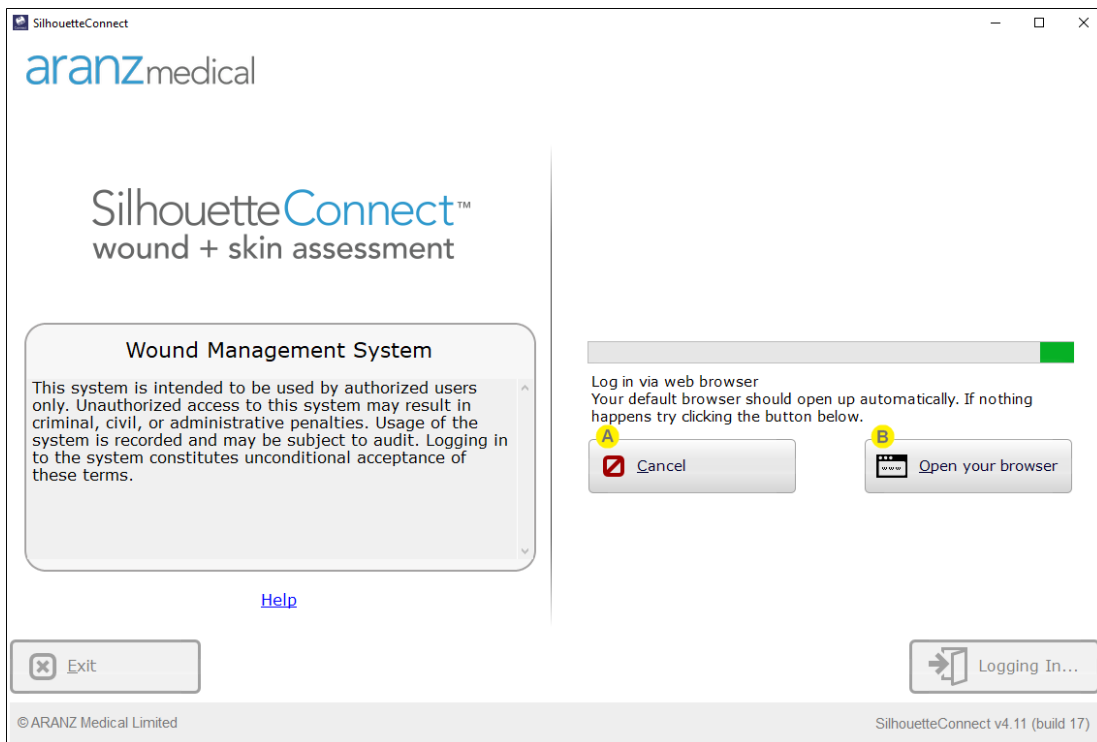 SilhouetteConnect
aranzmedical
SilhouetteConnect™
wound + skin assessment
Wound Management System
This system is intended to be used by authorized users
only. Unauthorized access to this system may result in
criminal, civil, or administrative penalties. Usage of the
system is recorded and may be subject to audit. Logging in
to the system constitutes unconditional acceptance of
these terms.
Help
Log in via web browser
Your default browser should open up automatically. If nothing
happens try clicking the button below.
A
Cancel
B
www
Open your browser
Exit
Logging In...
© ARANZ Medical Limited
SilhouetteConnect v4.11 (build 17)